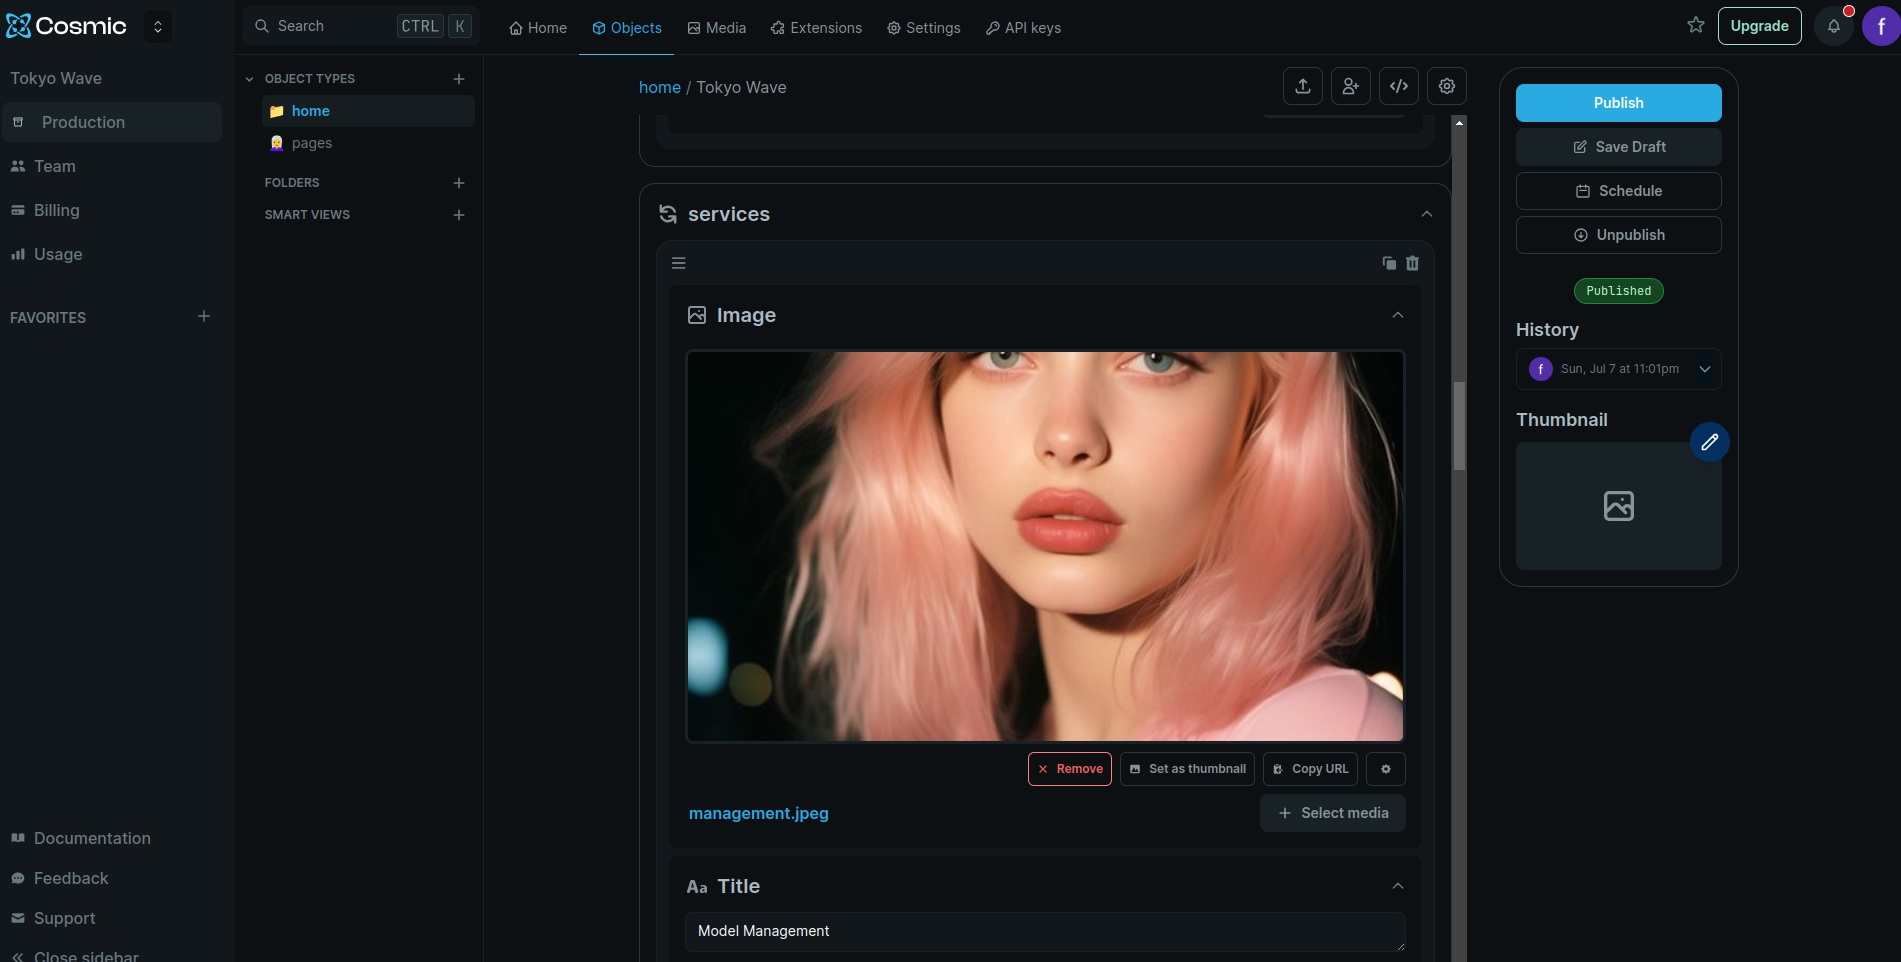 Cosmic
Search
CTRL
K
Home
Objects
Media
Extensions
Settings
API keys
Upgrade
f
Tokyo Wave
Production
Team
Billing
Usage
FAVORITES
Documentation
Feedback
Support
Close sidebar
OBJECT TYPES
home
pages
FOLDERS
SMART VIEWS
home / Tokyo Wave
services
Image
Remove
Set as thumbnail
Copy URL
management.jpeg
Select media
Aa Title
Model Management
Publish
Save Draft
Schedule
Unpublish
Published
History
f Sun, Jul 7 at 11:01pm
Thumbnail